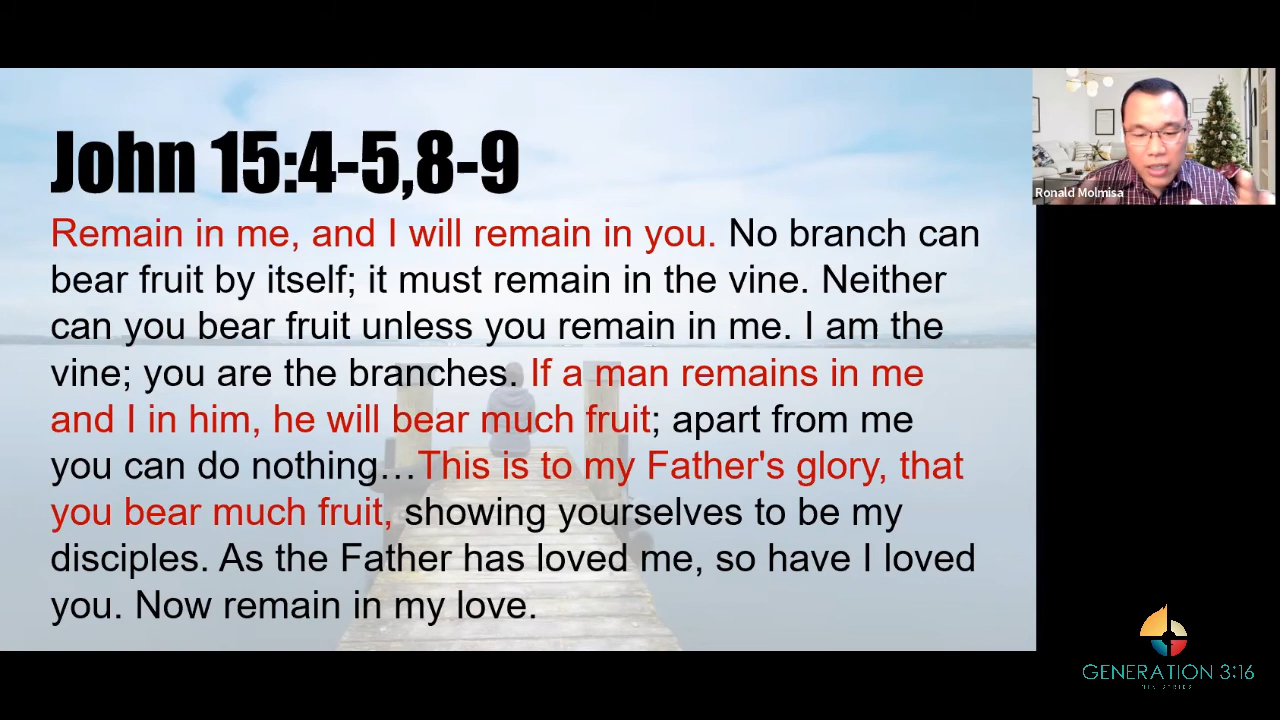 John 15:4-5,8-9
Remain in me, and I will remain in you. No branch can
bear fruit by itself; it must remain in the vine. Neither
can you bear fruit unless you remain in me. I am the
vine; you are the branches. If a man remains in me
and I in him, he will bear much fruit; apart from me
you can do nothing…This is to my Father's glory, that
you bear much fruit, showing yourselves to be my
disciples. As the Father has loved me, so have I loved
you. Now remain in my love.
Ronald Molmisa
GENERATION 3:16
MINISTRIES